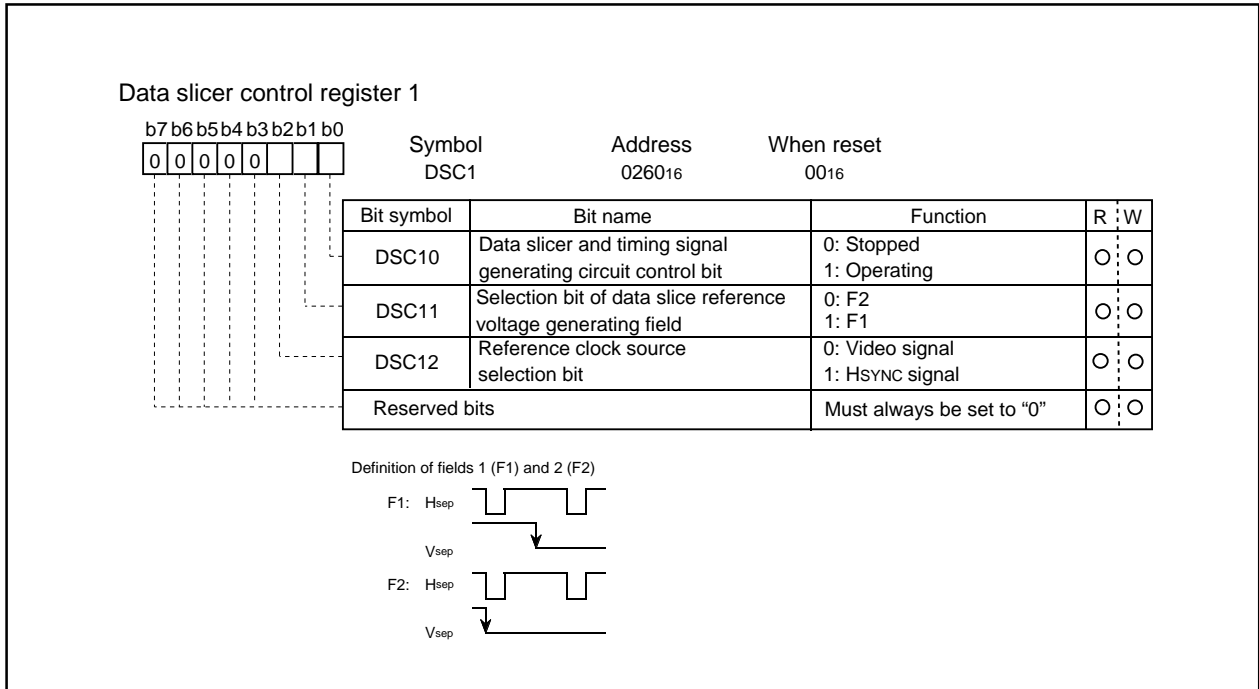 Data slicer control register 1
b7 b6 b5 b4 b3 b2 b1 b0
0 0 0 0 0
Symbol Address When reset
DSC1 026016 0016
Bit symbol Bit name Function R W
DSC10 Data slicer and timing signal generating circuit control bit 0: Stopped 1: Operating O O
DSC11 Selection bit of data slice reference voltage generating field 0: F2 1: F1 O O
DSC12 Reference clock source selection bit 0: Video signal 1: HSYNC signal O O
Reserved bits Must always be set to “0” O O
Definition of fields 1 (F1) and 2 (F2)
F1: Hsep
Vsep
F2: Hsep
Vsep